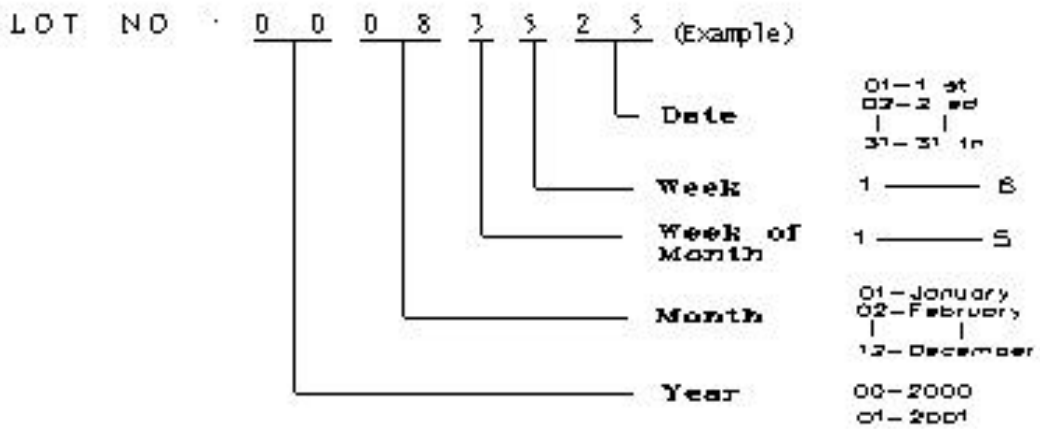 LOT NO 0 0 0 8 3 5 2 5 (Example)
Date
01-1 st
02-2 ed
31-31 th
Week
1 6
Week of
Month
1 5
Month
01-January
02-February
12-December
Year
00-2000
01-2001